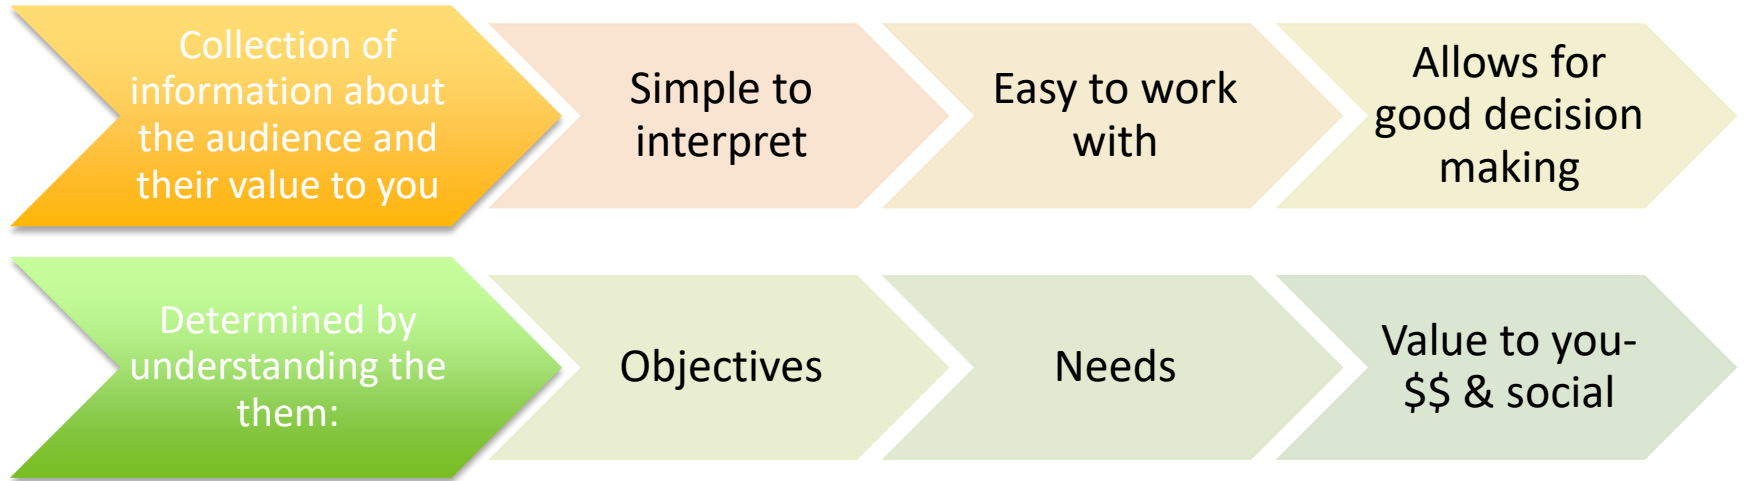 Collection of
information about
the audience and
their value to you
Simple to
interpret
Easy to work
with
Allows for
good decision
making
Determined by
understanding the
them:
Objectives
Needs
Value to you-
$$ & social